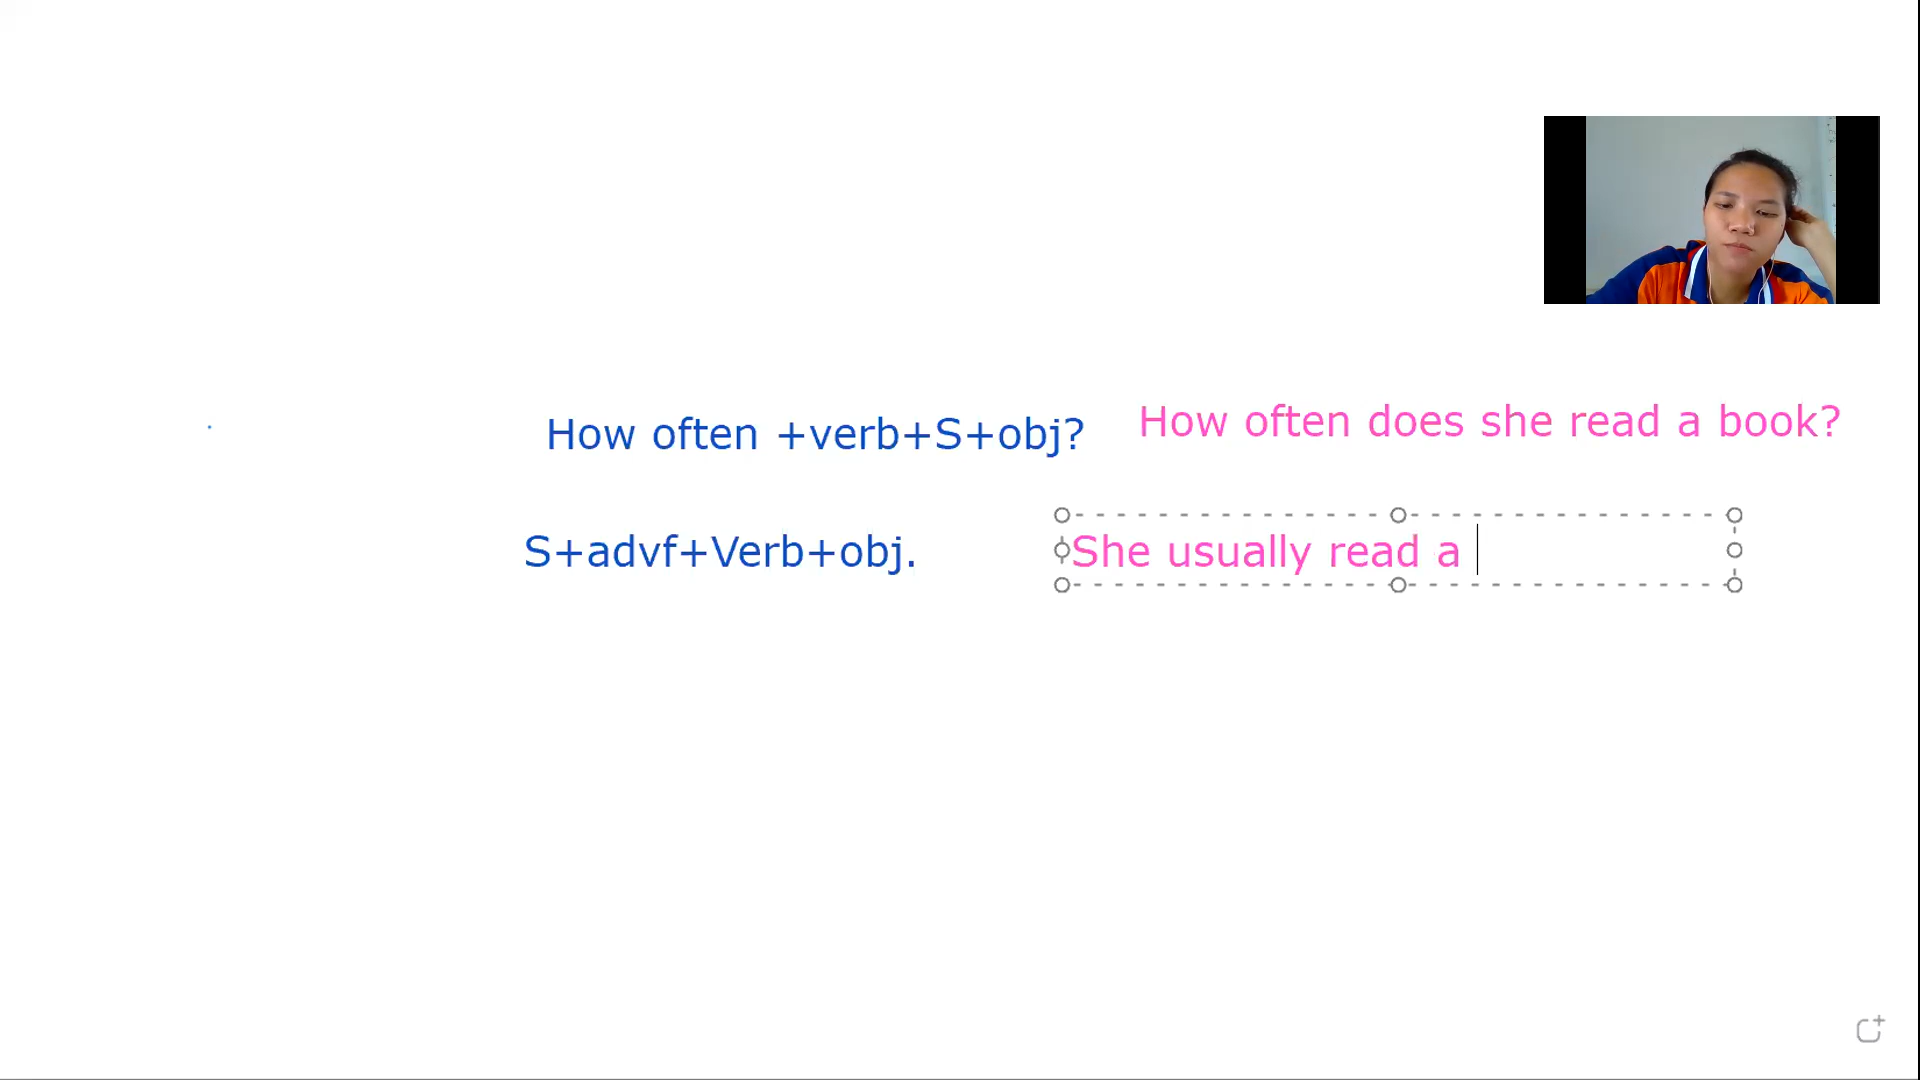 How often +verb+S+obj?
How often does she read a book?
S+advf+Verb+obj.
She usually read a